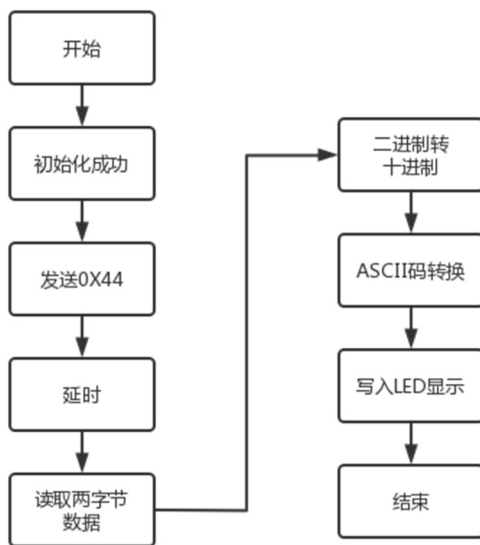 开始
初始化成功
发送0X44
延时
读取两字节
数据
二进制转
十进制
ASCII码转换
写入LED显示
结束